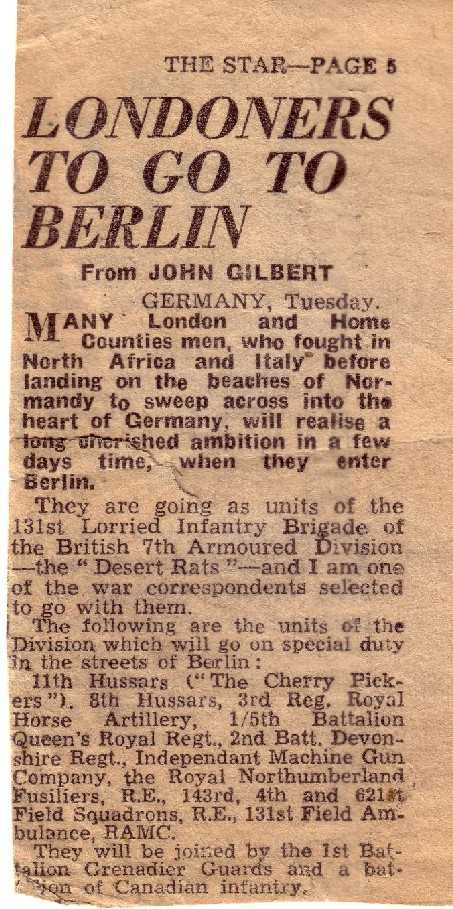 THE STAR—PAGE 5
LONDONERS
TO GO TO
BERLIN
From JOHN GILBERT
GERMANY, Tuesday.
MANY London and Home
Counties men, who fought in
North Africa and Italy before
landing on the beaches of Nor-
mandy to sweep across into the
heart of Germany, will realise a
long cherished ambition in a few
days time, when they enter
Berlin.
They are going as units of the
131st Lorried Infantry Brigade of
the British 7th Armoured Division
—the "Desert Rats"—and I am one
of the war correspondents selected
to go with them.
The following are the units of the
Division which will go on special duty
in the streets of Berlin:
11th Hussars ("The Cherry Pick-
ers"). 8th Hussars, 3rd Reg. Royal
Horse Artillery, 1/5th Battalion
Queen's Royal Regt., 2nd Batt. Devon-
shire Regt., Independant Machine Gun
Company, the Royal Northumberland
Fusiliers, R.E., 143rd, 4th and 621st
Field Squadrons, R.E., 131st Field Am-
bulance, RAMC.
They will be joined by the 1st Bat-
talion Grenadier Guards and a bat-
talion of Canadian infantry.